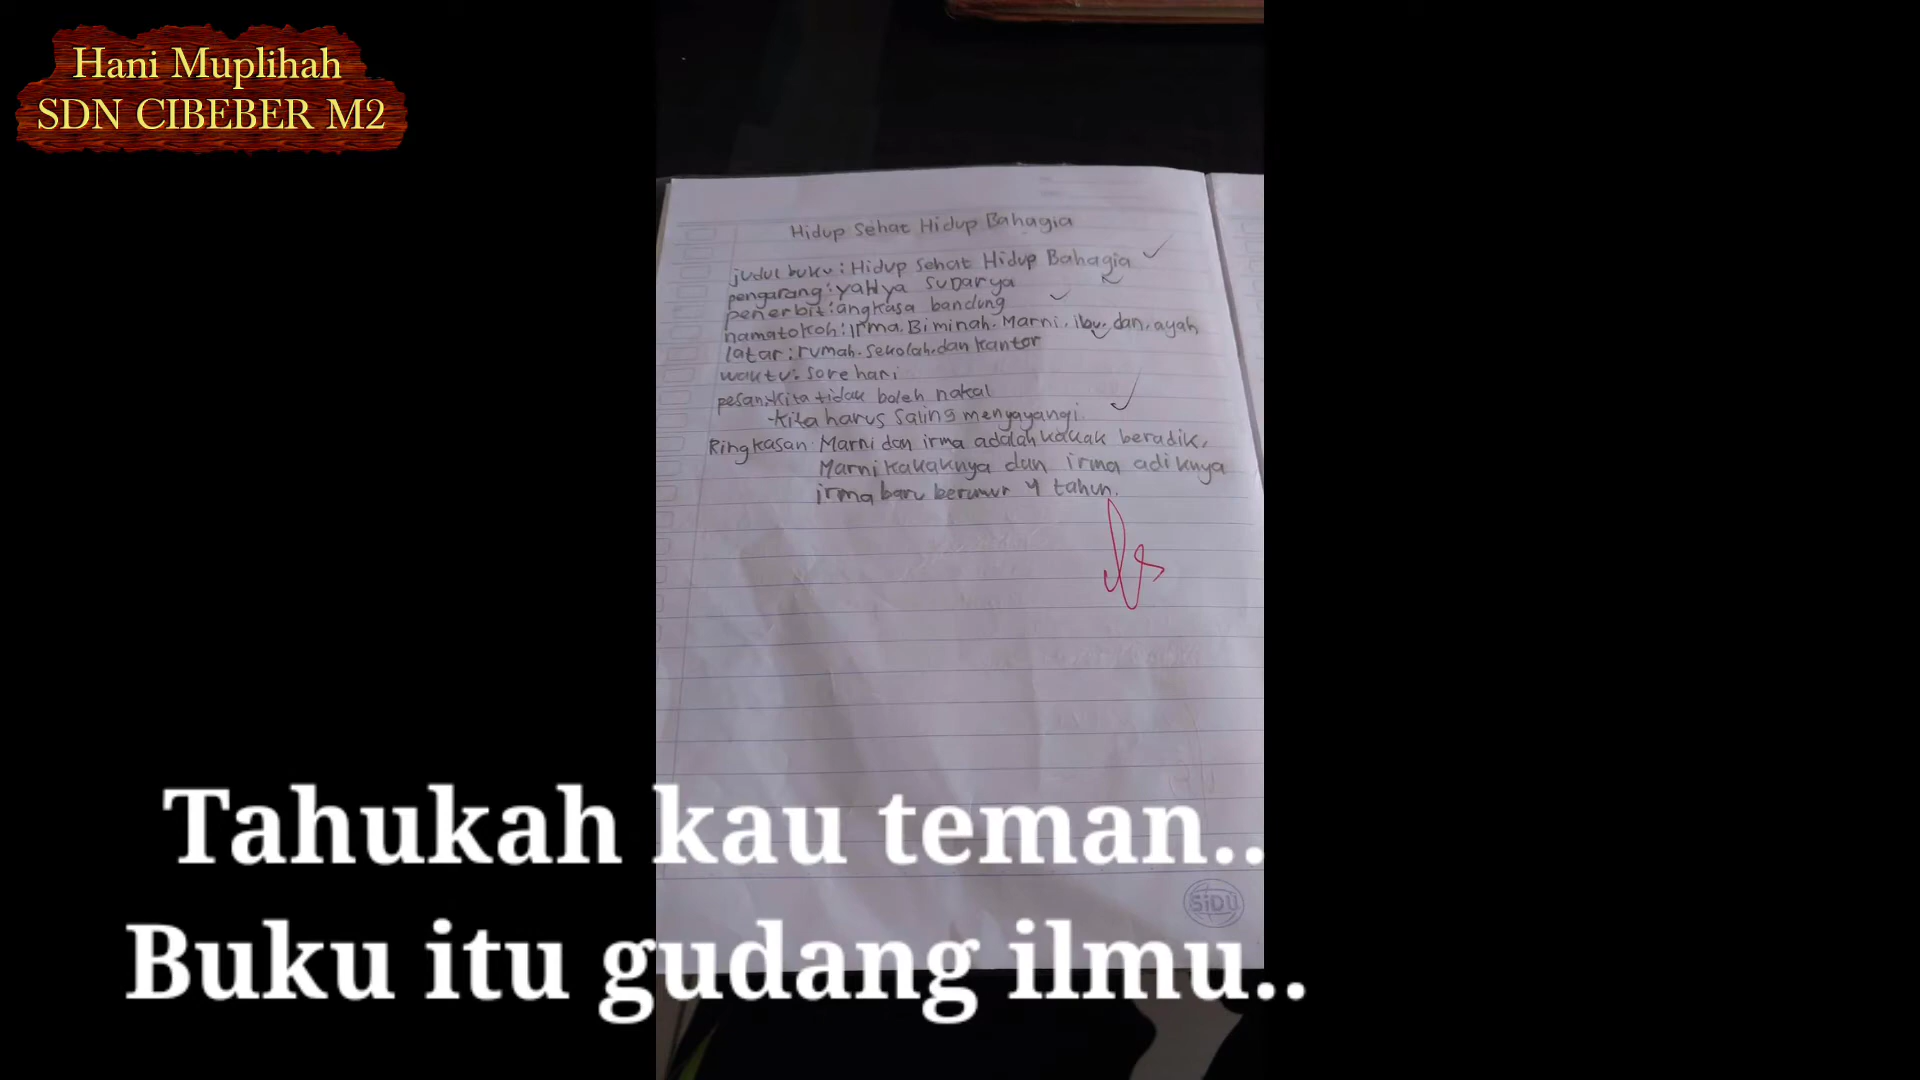 Hani Muplihah
SDN CIBEBER M2
Hidup Sehat Hidup Bahagia
judul buku : Hidup Sehat Hidup Bahagia
pengarang : yaHya SuDarya
penerbit : angkasa bandung
namatokoh : Irma. Biminah. Marni. ibu. dan. ayah
latar : rumah. Sekolah. dan kantor
waktu : Sore hari
pesan : -kita tidak boleh nakal
-kita harus Saling menyayangi
Ringkasan : Marni dan irma adalah kakak beradik.
Marni kakaknya dan irma adiknya
irma baru berumur 4 tahun.
SiDU
Tahukah kau teman..
Buku itu gudang ilmu..